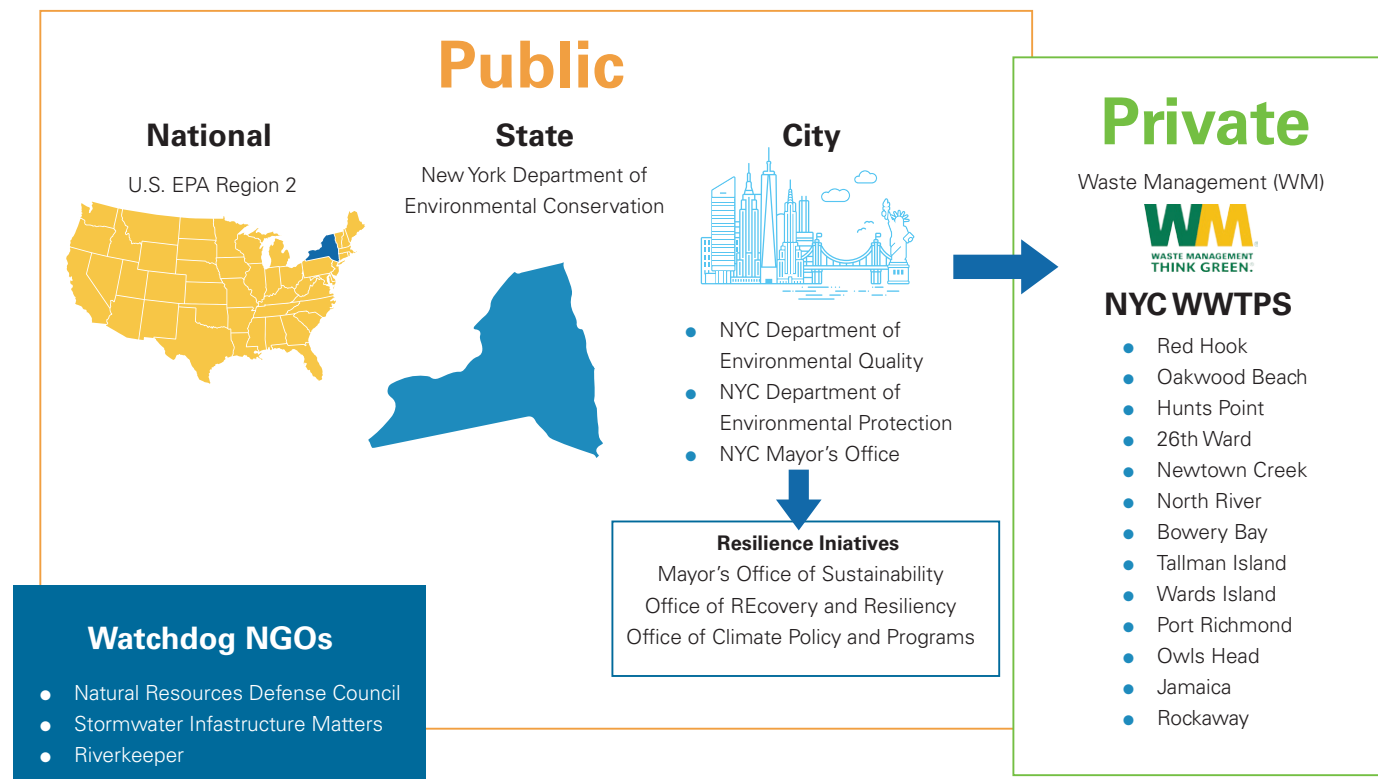 Public
National
U.S. EPA Region 2
State
New York Department of
Environmental Conservation
City
NYC Department of
Environmental Quality
NYC Department of
Environmental Protection
NYC Mayor's Office
Resilience Iniatives
Mayor's Office of Sustainability
Office of REcovery and Resiliency
Office of Climate Policy and Programs
Watchdog NGOs
Natural Resources Defense Council
Stormwater Infastructure Matters
Riverkeeper
Private
Waste Management (WM)
WM
WASTE MANAGEMENT
THINK GREEN.
NYC WWTPS
Red Hook
Oakwood Beach
Hunts Point
26th Ward
Newtown Creek
North River
Bowery Bay
Tallman Island
Wards Island
Port Richmond
Owls Head
Jamaica
Rockaway